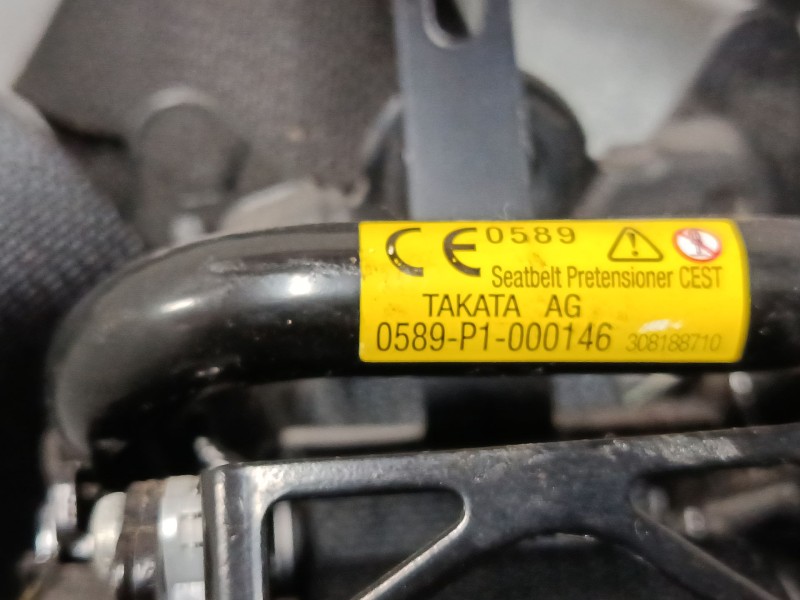 CE 0589
Seatbelt Pretensioner CEST
TAKATA AG
0589-P1-000146 308188710